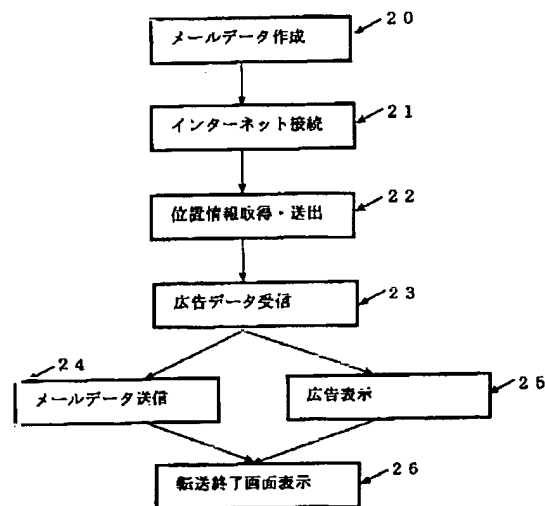 メールデータ作成
２０
インターネット接続
２１
位置情報取得・送出
２２
広告データ受信
２３
２４
メールデータ送信
広告表示
２５
転送終了画面表示
２６